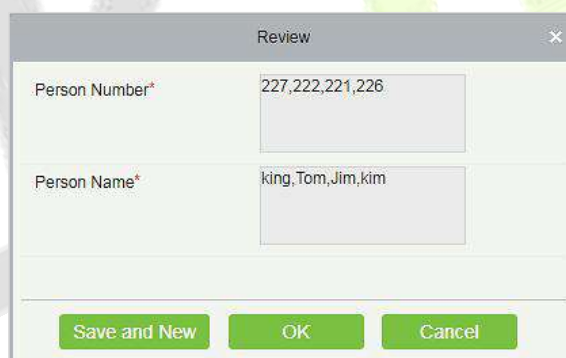 Review
Person Number*
227,222,221,226
Person Name*
king,Tom,Jim,kim
Save and New
OK
Cancel